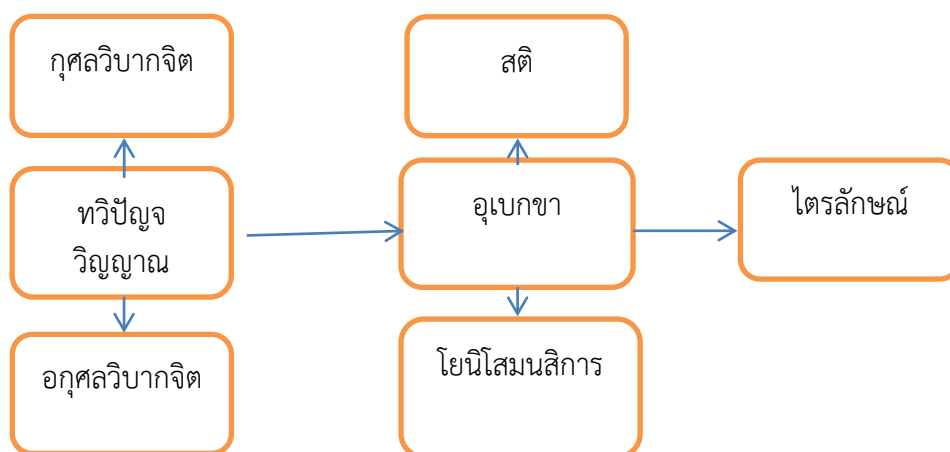 กุศลวิบากจิต
สติ
ทวิปัญจ
วิญญาณ
อุเบกขา
ไตรลักษณ์
อกุศลวิบากจิต
โยนิโสมนสิการ